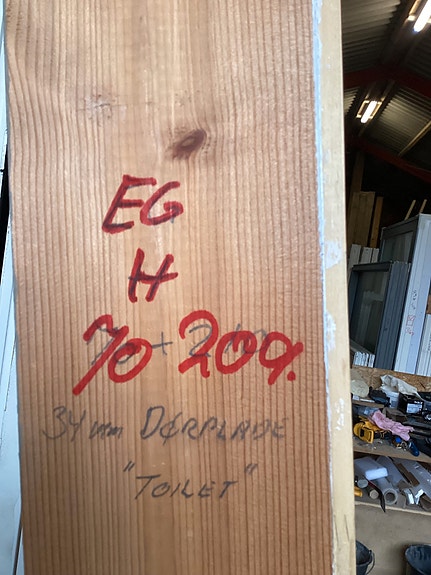 EG
H
70 + 209
34 mm DØRPLADE
"TOILET"